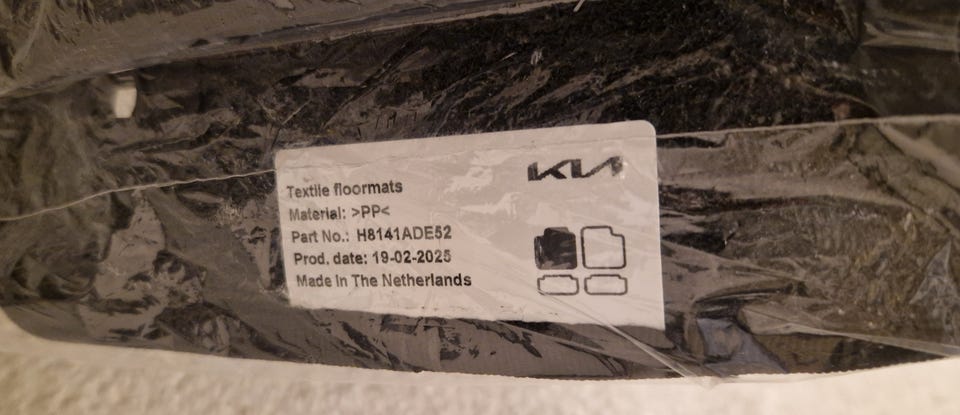 KIA
Textile floormats
Material: >PP<
Part No.: H8141ADE52
Prod. date: 19-02-2025
Made In The Netherlands